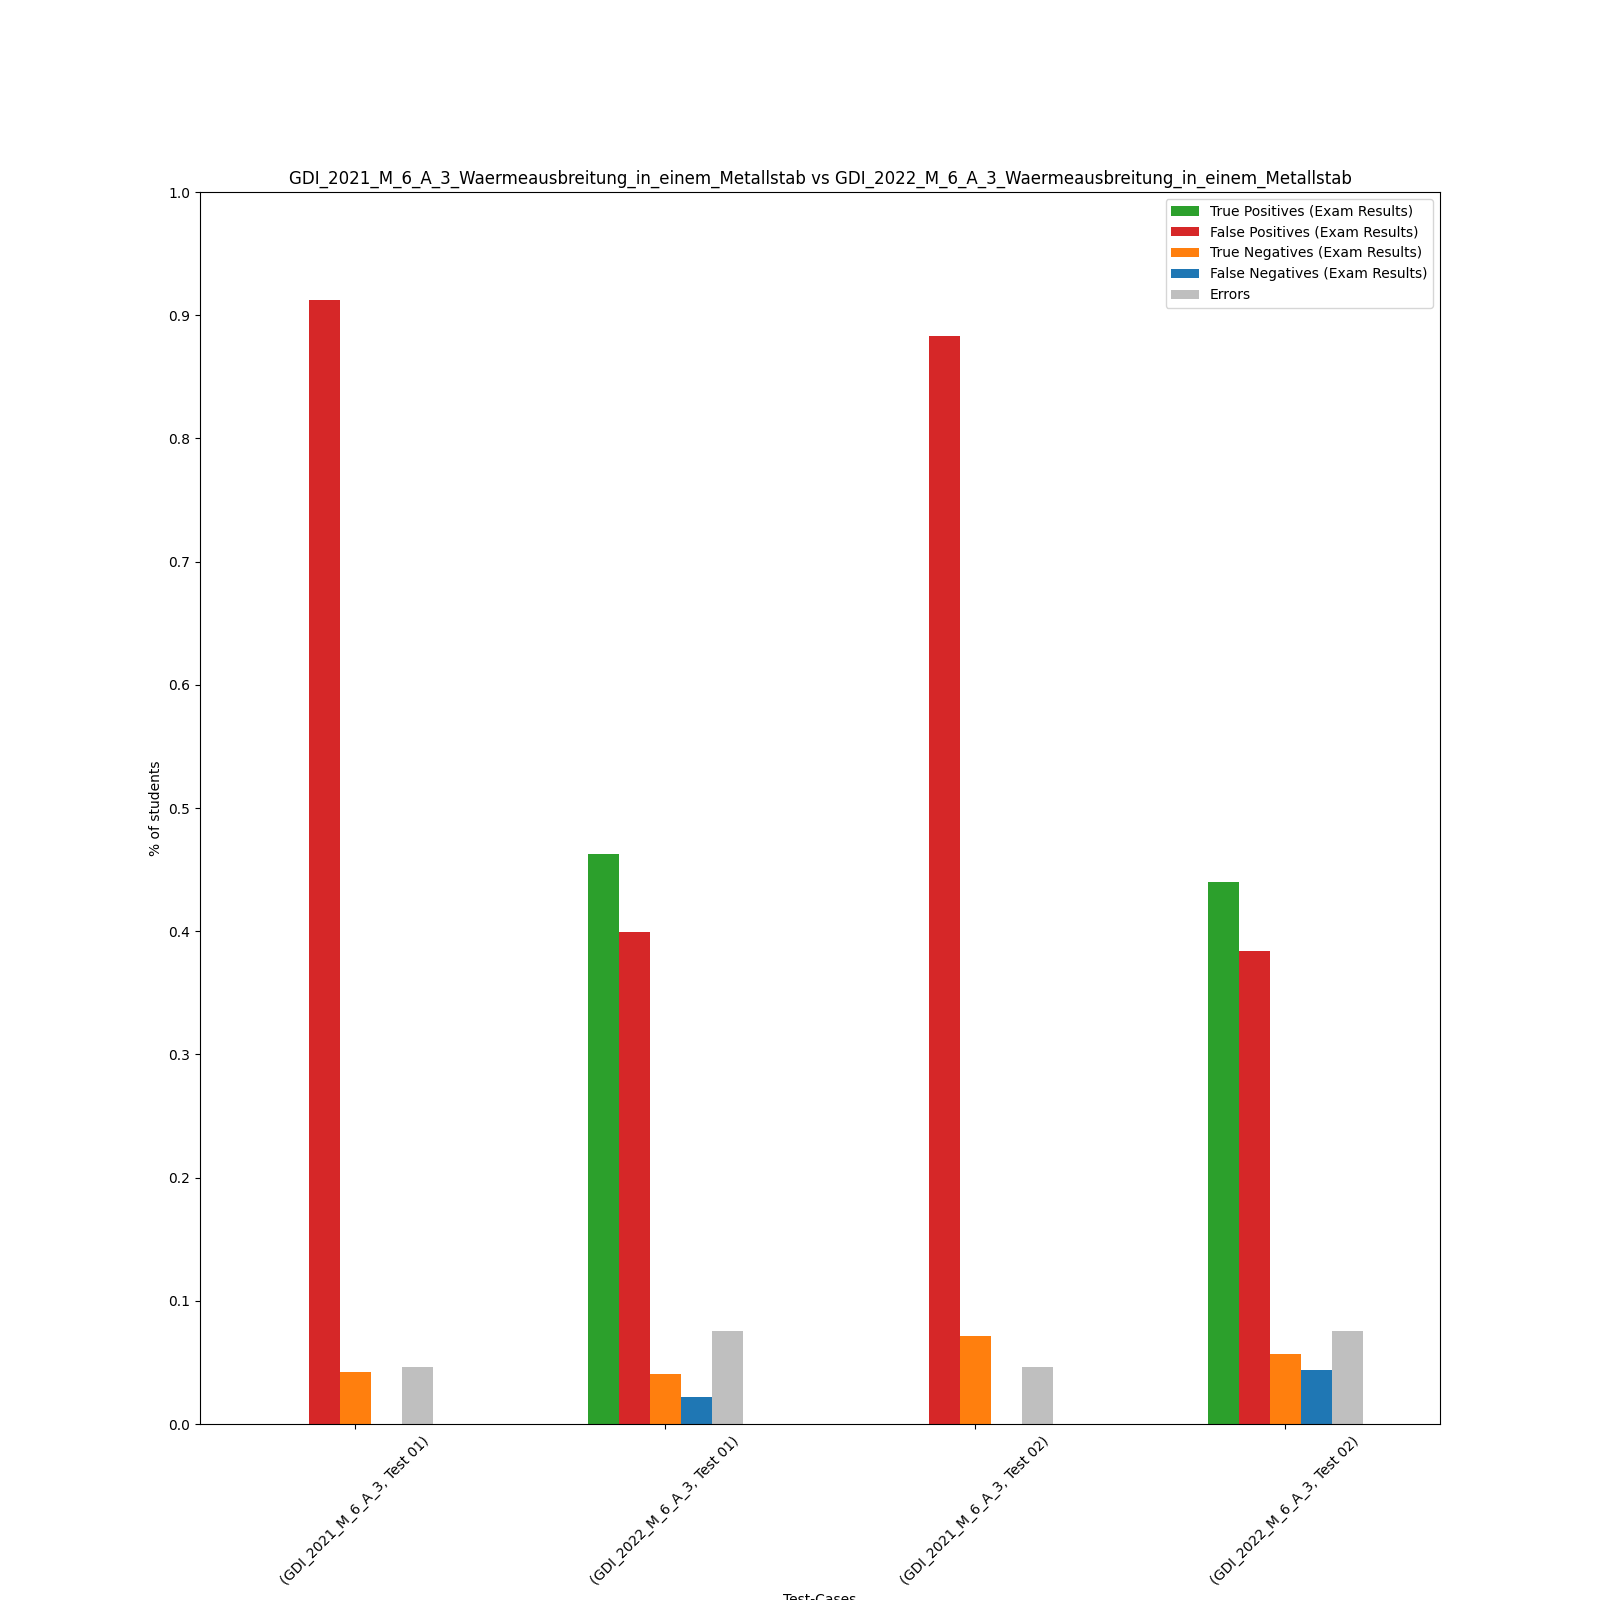 GDI_2021_M_6_A_3_Waermeausbreitung_in_einem_Metallstab vs GDI_2022_M_6_A_3_Waermeausbreitung_in_einem_Metallstab
True Positives (Exam Results)
False Positives (Exam Results)
True Negatives (Exam Results)
False Negatives (Exam Results)
Errors
1.0
0.9
0.8
0.7
0.6
0.5
0.4
0.3
0.2
0.1
0.0
% of students
(GDI_2021_M_6_A_3, Test 01)
(GDI_2022_M_6_A_3, Test 01)
(GDI_2021_M_6_A_3, Test 02)
(GDI_2022_M_6_A_3, Test 02)
Test-Cases